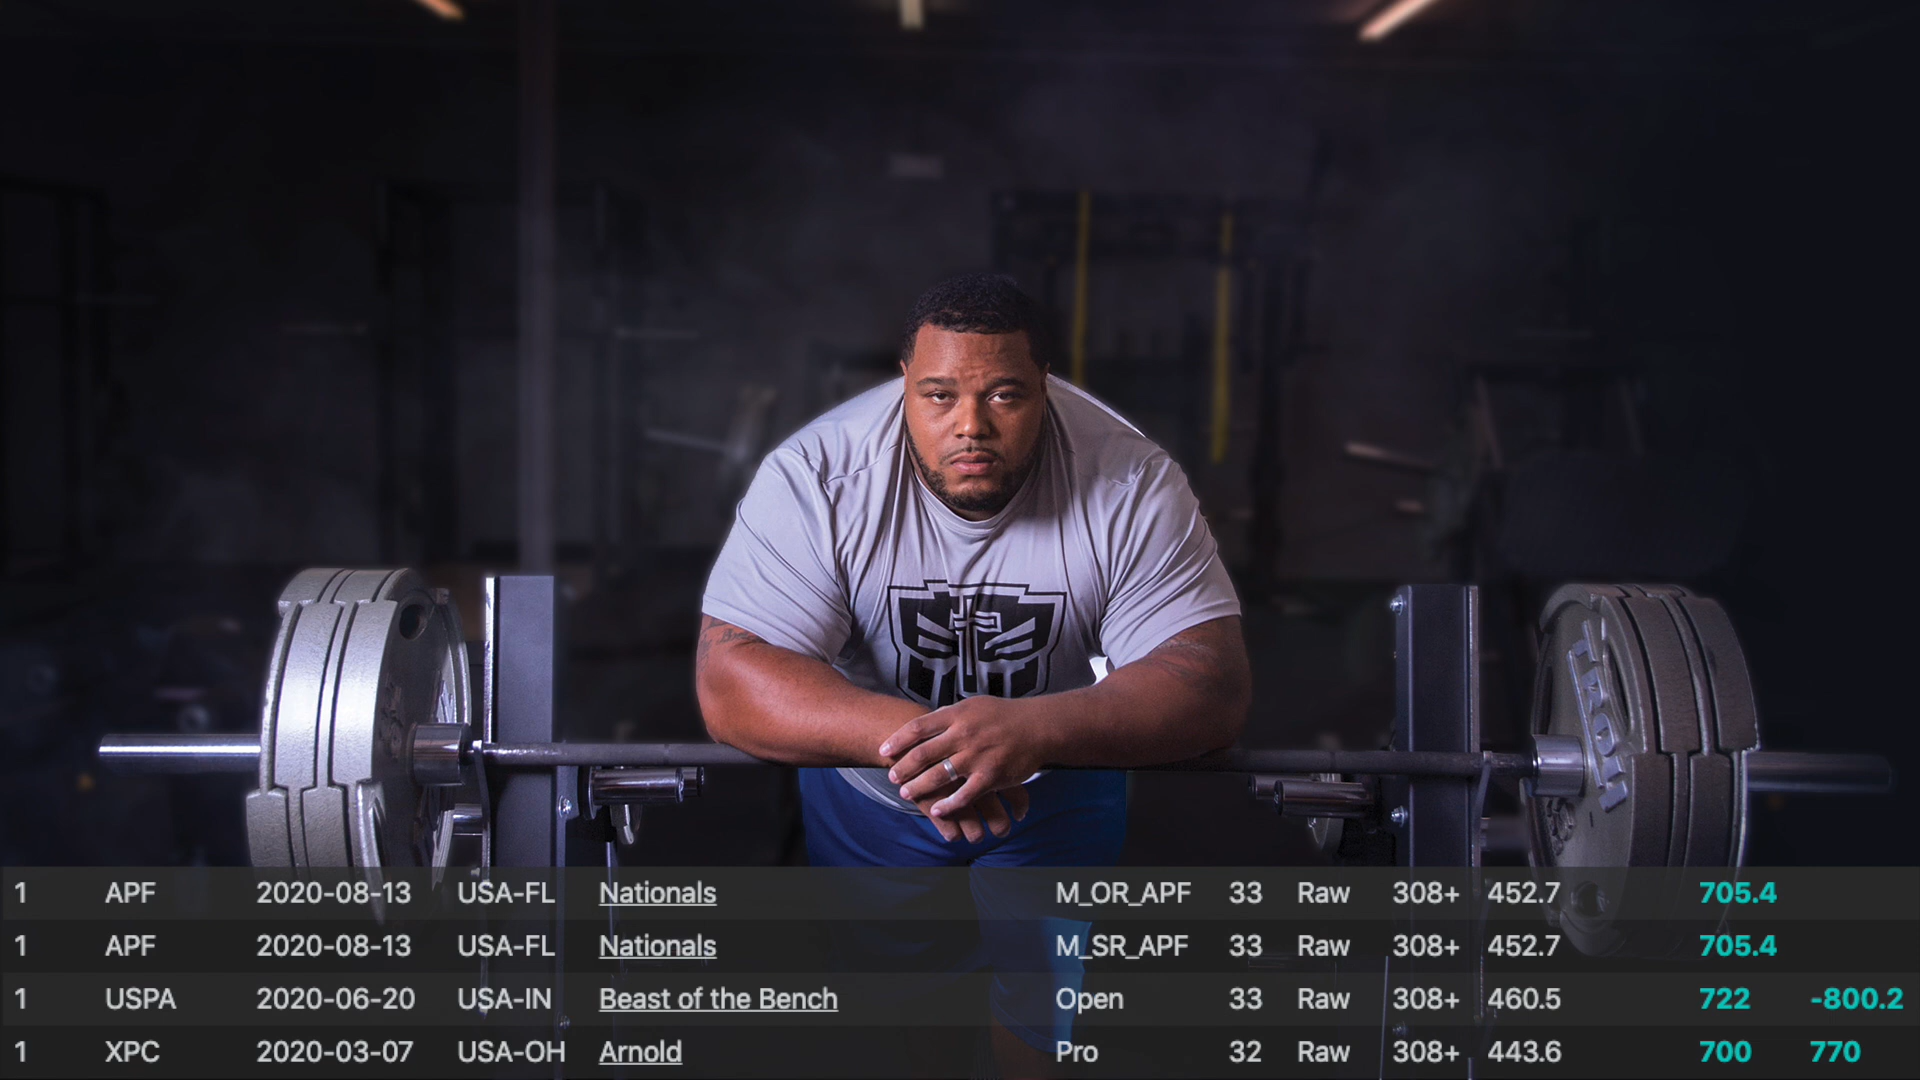 TROY
1 APF 2020-08-13 USA-FL Nationals M_OR_APF 33 Raw 308+ 452.7 705.4
1 APF 2020-08-13 USA-FL Nationals M_SR_APF 33 Raw 308+ 452.7 705.4
1 USPA 2020-06-20 USA-IN Beast of the Bench Open 33 Raw 308+ 460.5 722 -800.2
1 XPC 2020-03-07 USA-OH Arnold Pro 32 Raw 308+ 443.6 700 770